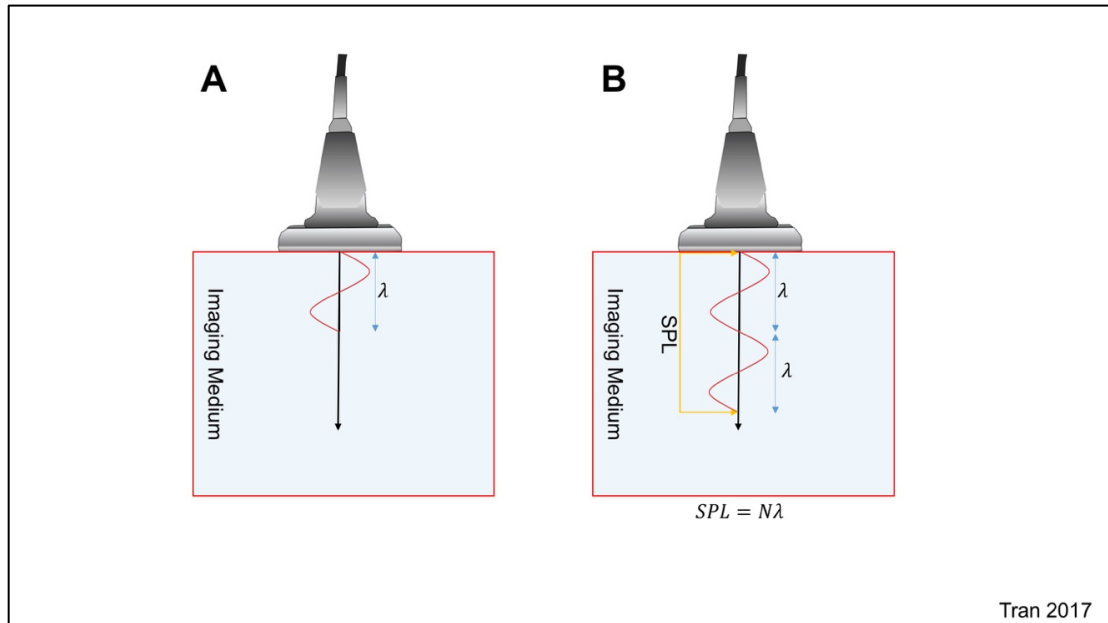 A
B
λ
Imaging Medium
λ
SPL
λ
Imaging Medium
SPL = Nλ
Tran 2017